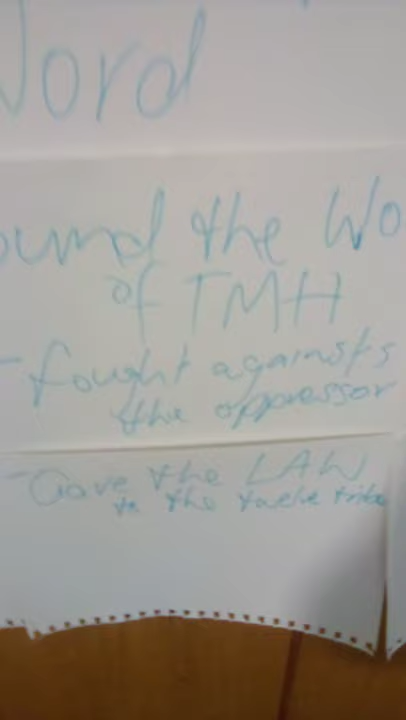 Word
ound the Wo
of TMH
- fought againsts
the oppressor
- Gave the LAW
to the twelve tribe